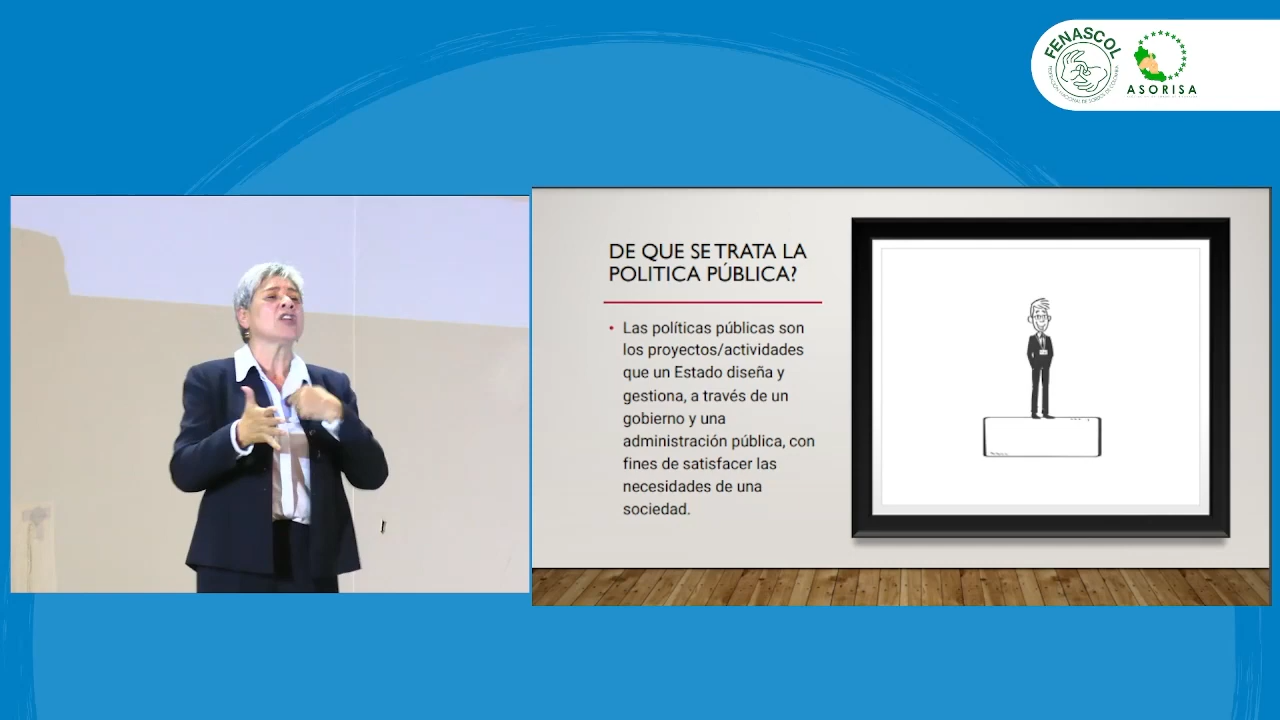 FENASCOL
ASORISA
DE QUE SE TRATA LA
POLITICA PÚBLICA?
• Las políticas públicas son
los proyectos/actividades
que un Estado diseña y
gestiona, a través de un
gobierno y una
administración pública, con
fines de satisfacer las
necesidades de una
sociedad.